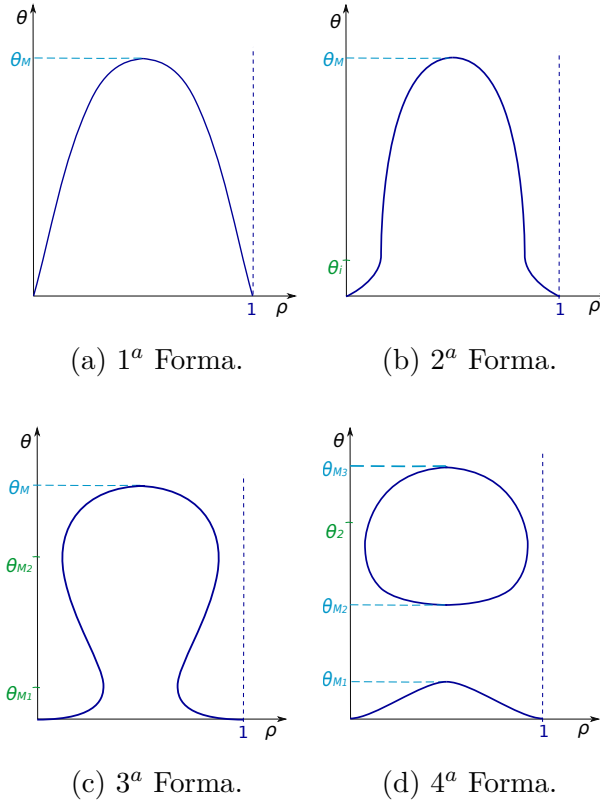 θ
θM
1
ρ
(a) 1ª Forma.
θ
θM
θi
1
ρ
(b) 2ª Forma.
θ
θM
θM2
θM1
1
ρ
(c) 3ª Forma.
θ
θM3
θ2
θM2
θM1
1
ρ
(d) 4ª Forma.